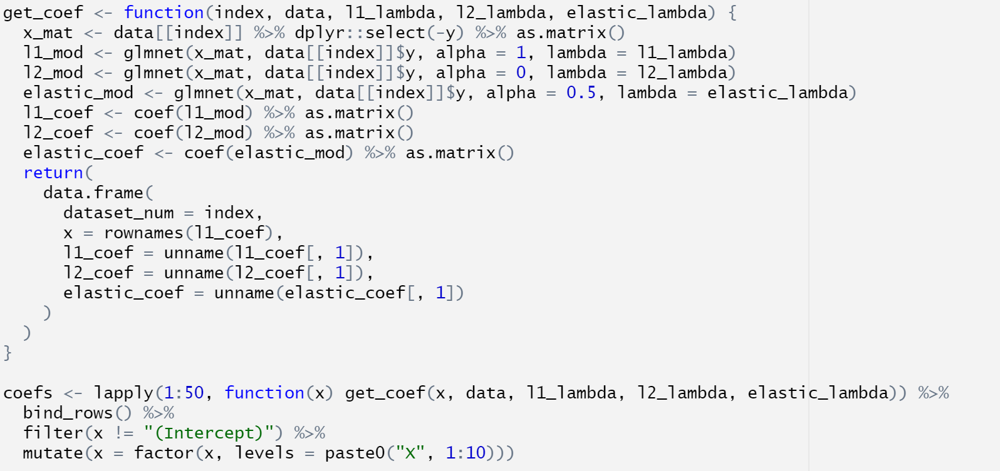 get_coef <- function(index, data, l1_lambda, l2_lambda, elastic_lambda) {
  x_mat <- data[[index]] %>% dplyr::select(-y) %>% as.matrix()
  l1_mod <- glmnet(x_mat, data[[index]]$y, alpha = 1, lambda = l1_lambda)
  l2_mod <- glmnet(x_mat, data[[index]]$y, alpha = 0, lambda = l2_lambda)
  elastic_mod <- glmnet(x_mat, data[[index]]$y, alpha = 0.5, lambda = elastic_lambda)
  l1_coef <- coef(l1_mod) %>% as.matrix()
  l2_coef <- coef(l2_mod) %>% as.matrix()
  elastic_coef <- coef(elastic_mod) %>% as.matrix()
  return(
    data.frame(
      dataset_num = index,
      x = rownames(l1_coef),
      l1_coef = unname(l1_coef[, 1]),
      l2_coef = unname(l2_coef[, 1]),
      elastic_coef = unname(elastic_coef[, 1])
    )
  )
}

coefs <- lapply(1:50, function(x) get_coef(x, data, l1_lambda, l2_lambda, elastic_lambda)) %>%
  bind_rows() %>%
  filter(x != "(Intercept)") %>%
  mutate(x = factor(x, levels = paste0("X", 1:10)))